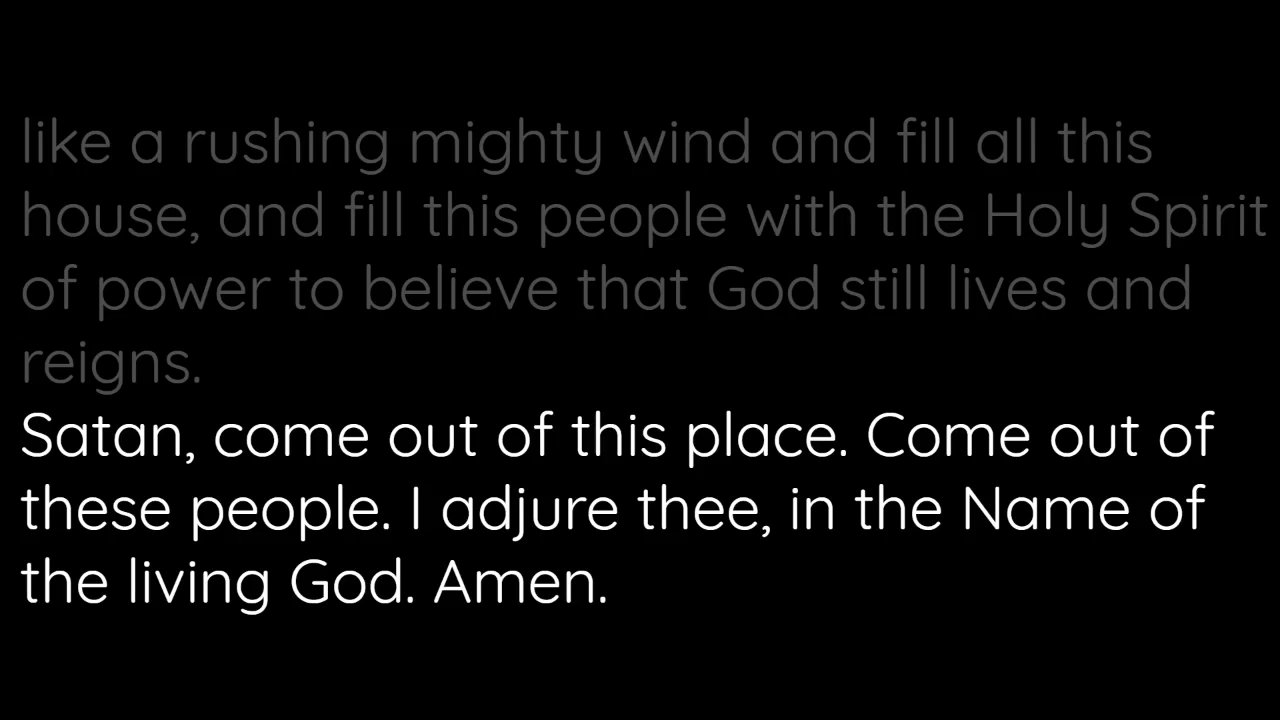 like a rushing mighty wind and fill all this
house, and fill this people with the Holy Spirit
of power to believe that God still lives and
reigns.
Satan, come out of this place. Come out of
these people. I adjure thee, in the Name of
the living God. Amen.